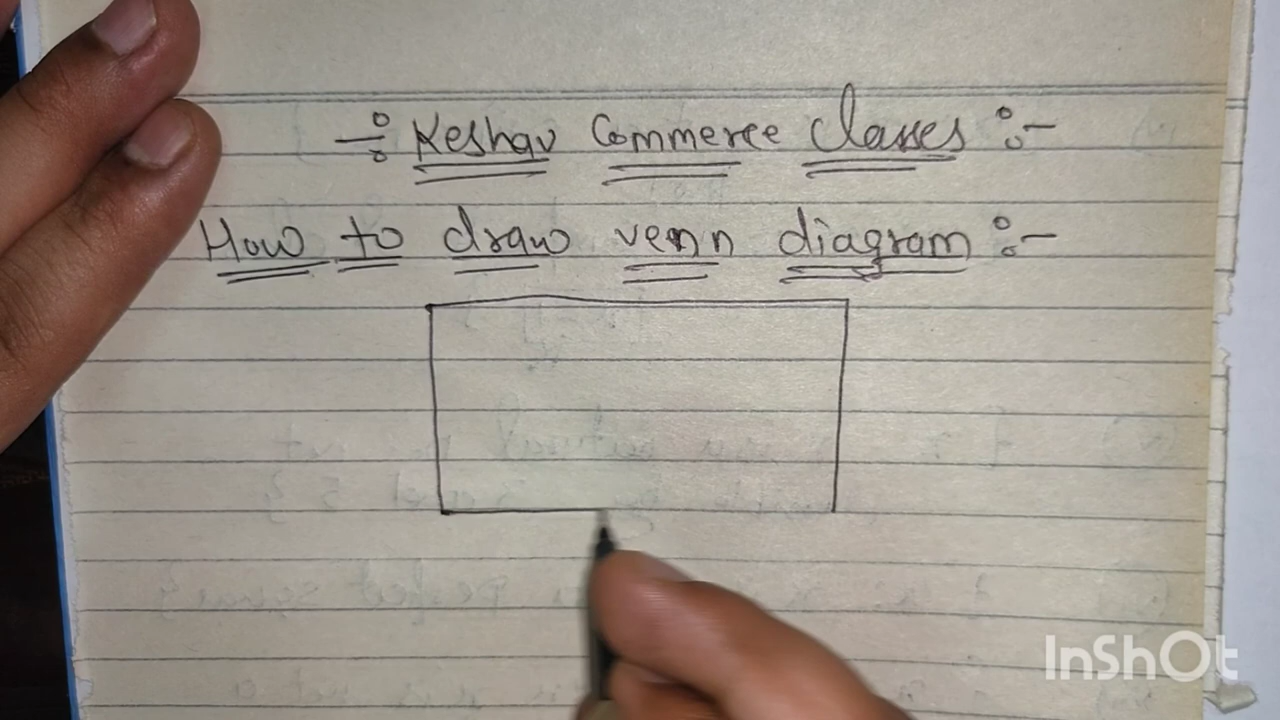 -: Keshav Commerce Classes :-
How to draw venn diagram :-
InShOt